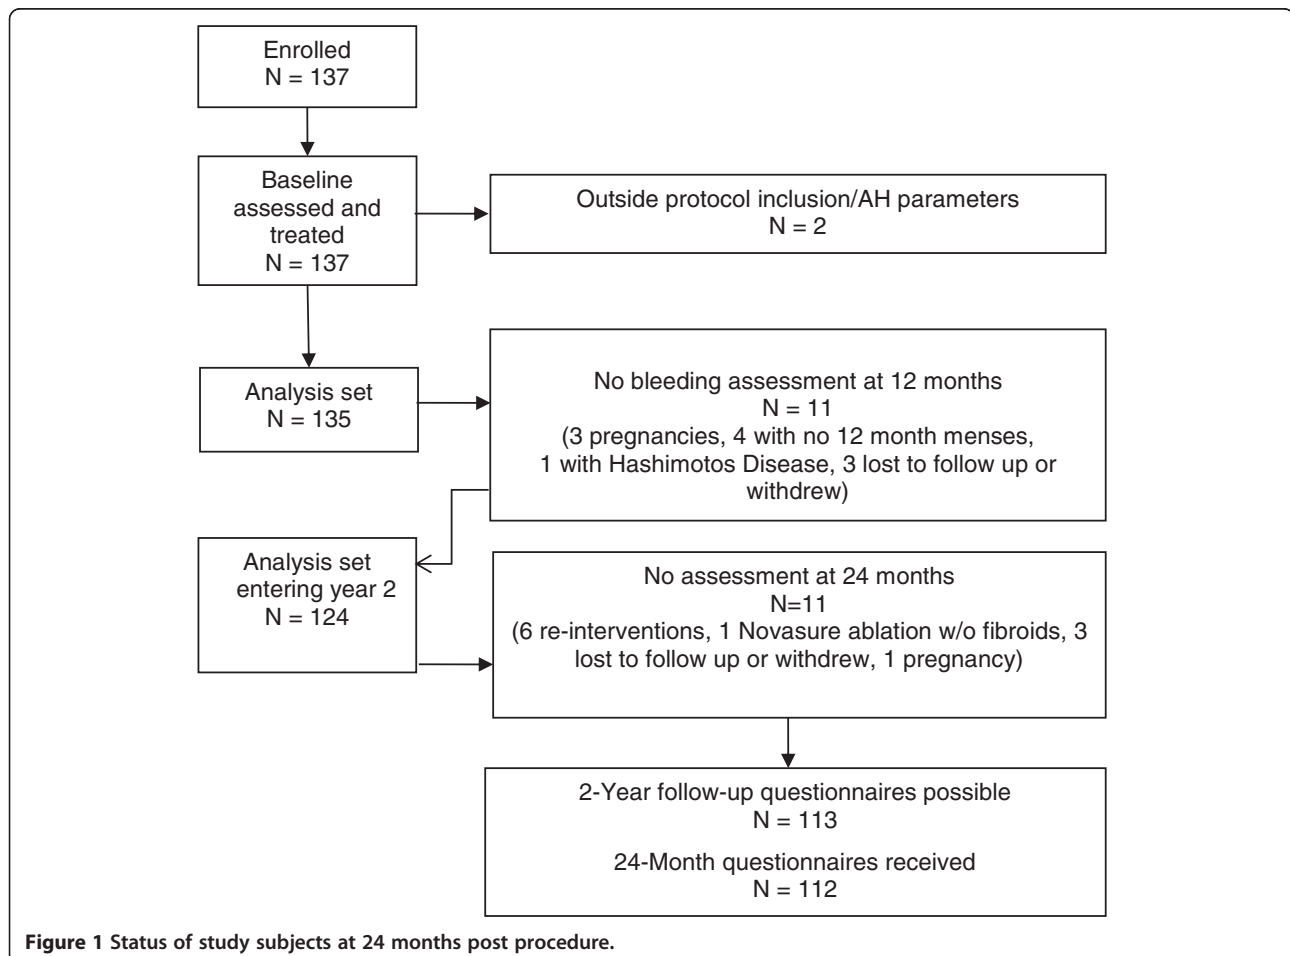 Enrolled
N = 137
Baseline
assessed and
treated
N = 137
Outside protocol inclusion/AH parameters
N = 2
Analysis set
N = 135
No bleeding assessment at 12 months
N = 11
(3 pregnancies, 4 with no 12 month menses,
1 with Hashimotos Disease, 3 lost to follow up or
withdrew)
Analysis set
entering year 2
N = 124
No assessment at 24 months
N=11
(6 re-interventions, 1 Novasure ablation w/o fibroids, 3
lost to follow up or withdrew, 1 pregnancy)
2-Year follow-up questionnaires possible
N = 113
24-Month questionnaires received
N = 112
Figure 1 Status of study subjects at 24 months post procedure.